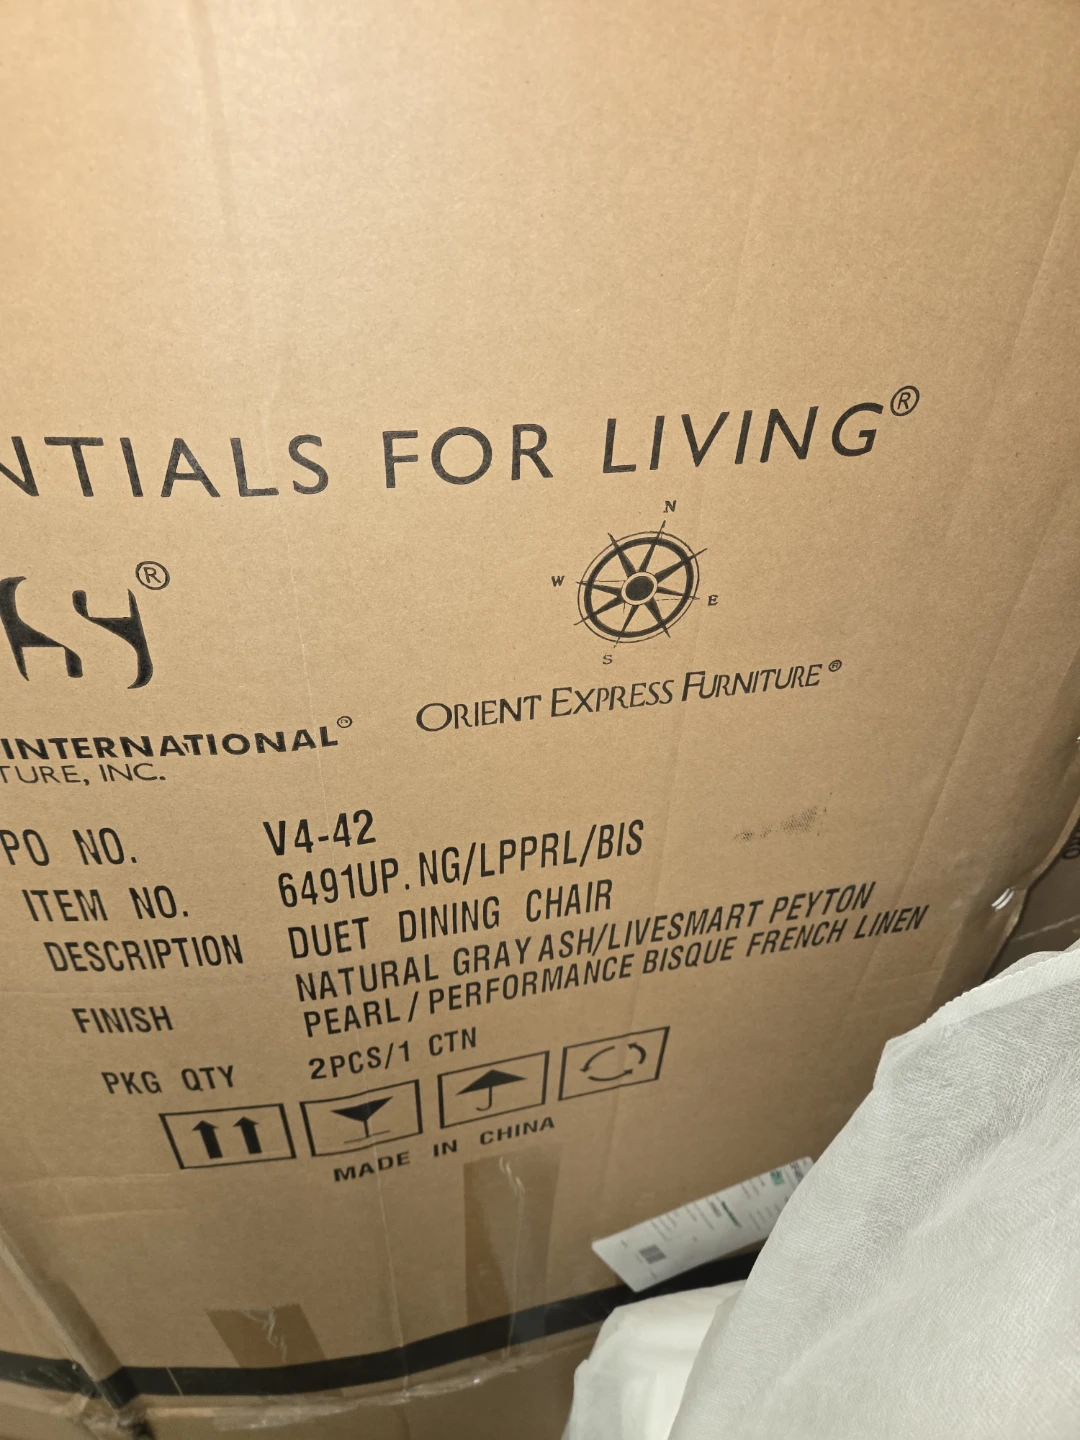 NTIALS FOR LIVING®
N
W
E
S
®
ORIENT EXPRESS FURNITURE®
INTERNATIONAL®
TURE, INC.
PO NO. V4-42
ITEM NO. 6491UP.NG/LPPRL/BIS
DESCRIPTION DUET DINING CHAIR
FINISH NATURAL GRAY ASH/LIVESMART PEYTON
PEARL/PERFORMANCE BISQUE FRENCH LINEN
PKG QTY 2PCS/1 CTN
MADE IN CHINA